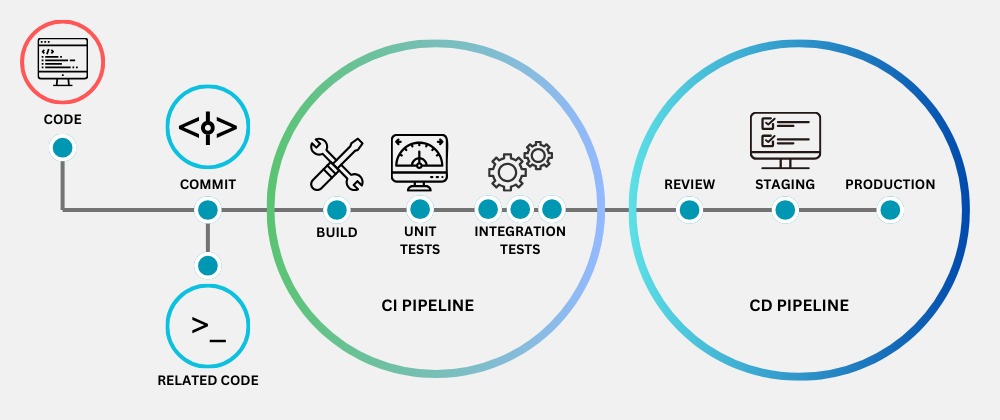 CODE
COMMIT
RELATED CODE
>_
BUILD
UNIT
TESTS
INTEGRATION
TESTS
CI PIPELINE
REVIEW
STAGING
PRODUCTION
CD PIPELINE